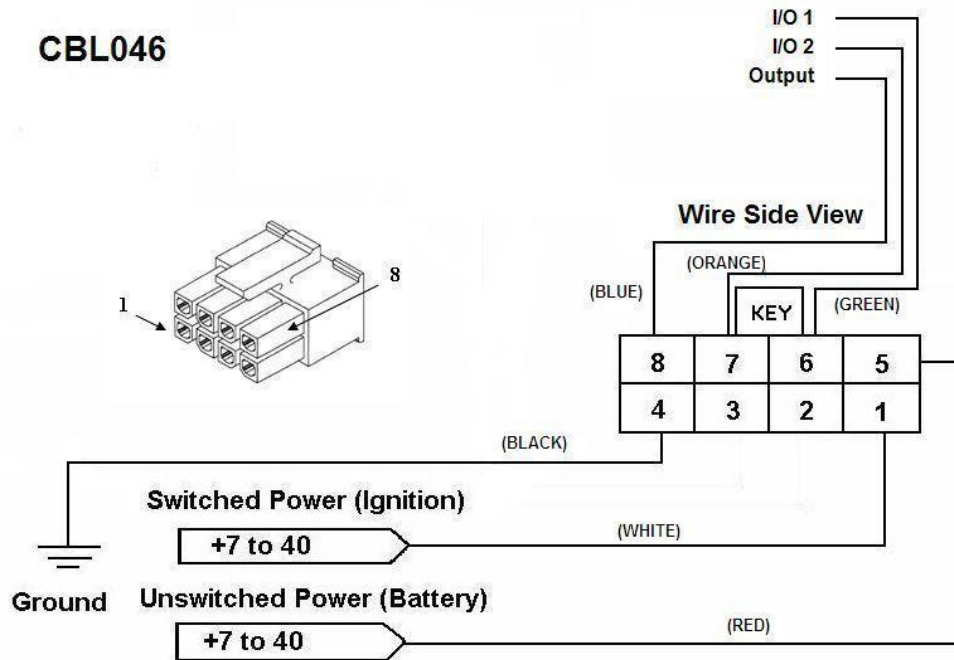 CBL046
I/O 1
I/O 2
Output
Wire Side View
(ORANGE)
(BLUE)
KEY
(GREEN)
1
8
8 7 6 5
4 3 2 1
(BLACK)
Switched Power (Ignition)
+7 to 40
(WHITE)
Ground
Unswitched Power (Battery)
+7 to 40
(RED)